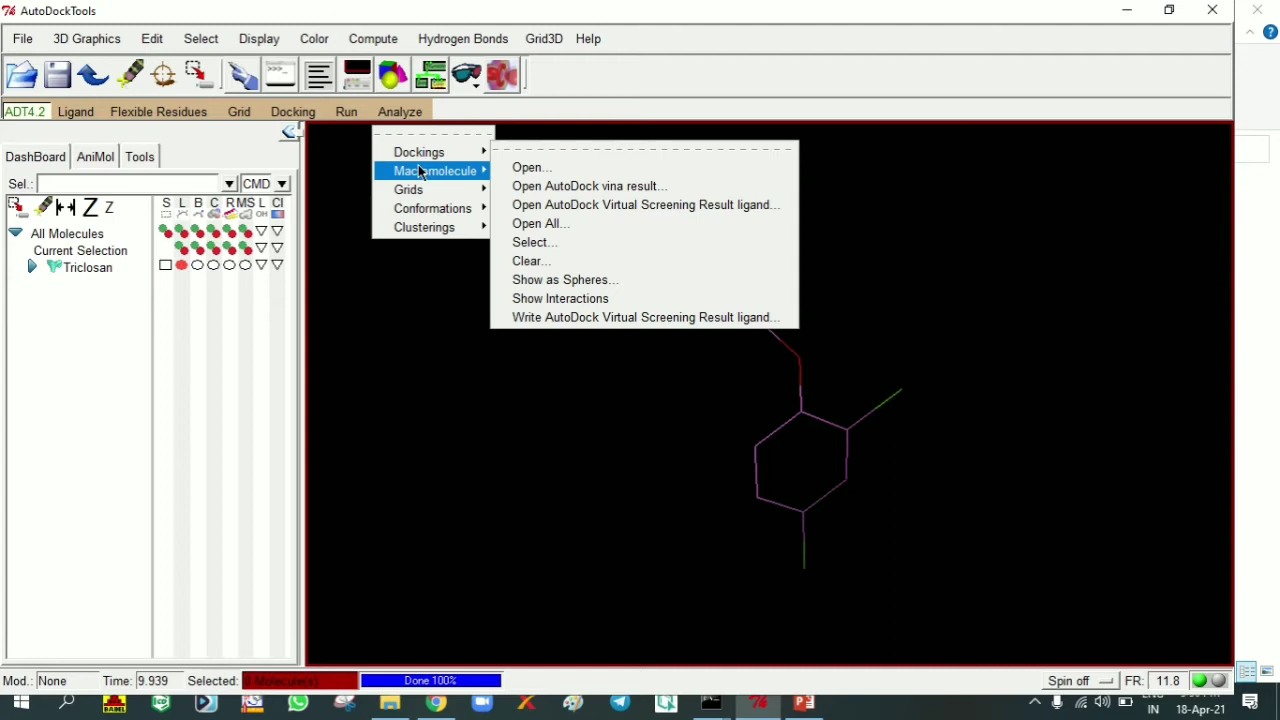 AutoDockTools
File 3D Graphics Edit Select Display Color Compute Hydrogen Bonds Grid3D Help
ADT4.2 Ligand Flexible Residues Grid Docking Run Analyze
Dockings
Macromolecule
Grids
Conformations
Clusterings
Open...
Open AutoDock vina result...
Open AutoDock Virtual Screening Result ligand...
Open All...
Select...
Clear...
Show as Spheres...
Show Interactions
Write AutoDock Virtual Screening Result ligand...
DashBoard AniMol Tools
Sel.: CMD
Z Z
S L B C R MS L Cl
All Molecules
Current Selection
Triclosan
Mod.: None Time: 9.939 Selected: 0 Molecule(s) Done 100% Spin off FR: 11.8
BABEL
IN 18-Apr-21